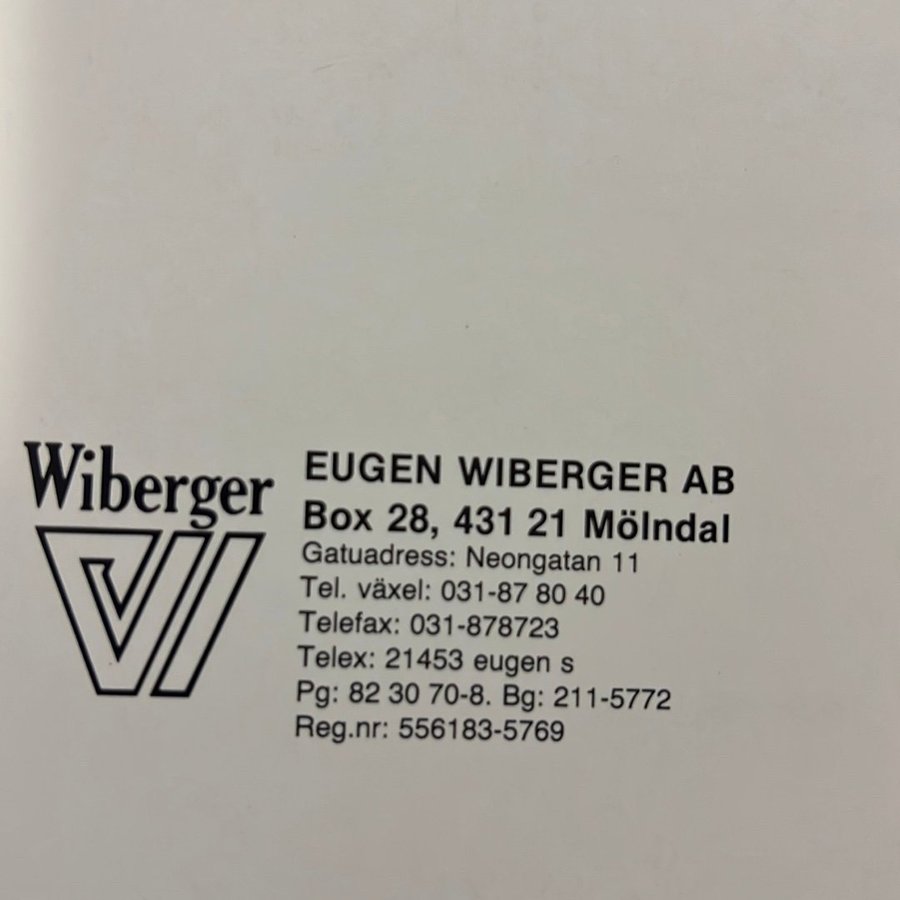 Wiberger
EUGEN WIBERGER AB
Box 28, 431 21 Mölndal
Gatuadress: Neongatan 11
Tel. växel: 031-87 80 40
Telefax: 031-878723
Telex: 21453 eugen s
Pg: 82 30 70-8. Bg: 211-5772
Reg.nr: 556183-5769